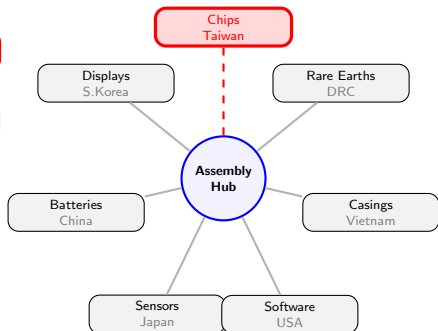 Chips
Taiwan
Displays
S.Korea
Rare Earths
DRC
Assembly
Hub
Batteries
China
Casings
Vietnam
Sensors
Japan
Software
USA